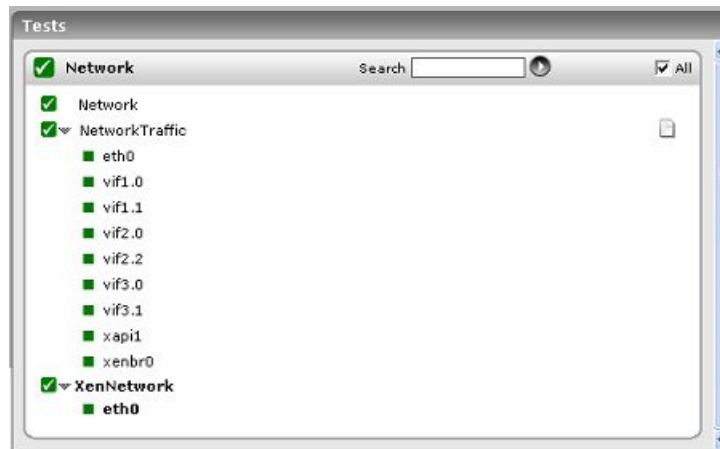 Tests
Network Search All
Network
NetworkTraffic
eth0
vif1.0
vif1.1
vif2.0
vif2.2
vif3.0
vif3.1
xapi1
xenbr0
XenNetwork
eth0